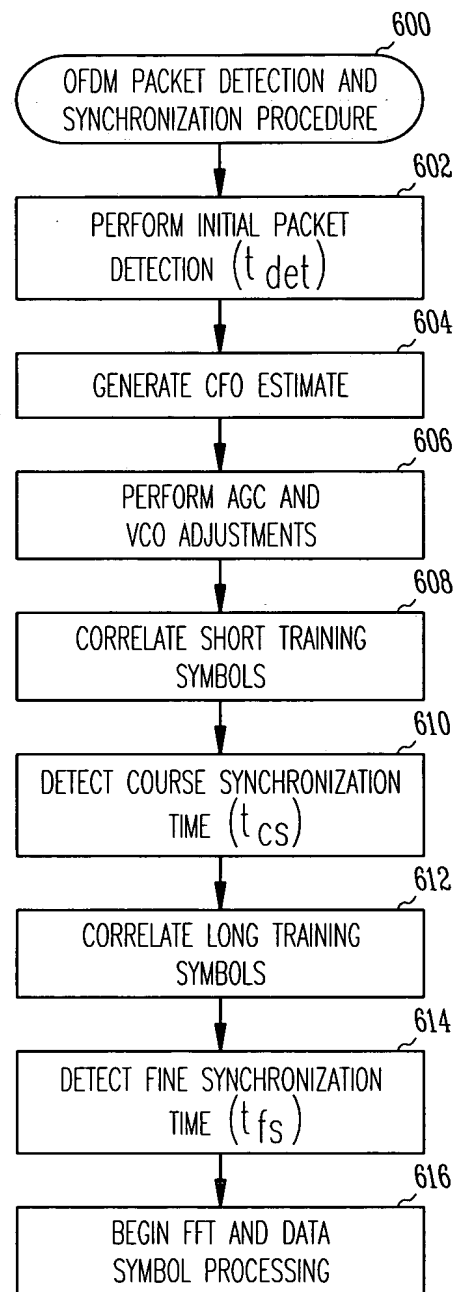 600
OFDM PACKET DETECTION AND
SYNCHRONIZATION PROCEDURE
602
PERFORM INITIAL PACKET
DETECTION (t det)
604
GENERATE CFO ESTIMATE
606
PERFORM AGC AND
VCO ADJUSTMENTS
608
CORRELATE SHORT TRAINING
SYMBOLS
610
DETECT COURSE SYNCHRONIZATION
TIME (t cs)
612
CORRELATE LONG TRAINING
SYMBOLS
614
DETECT FINE SYNCHRONIZATION
TIME (t fs)
616
BEGIN FFT AND DATA
SYMBOL PROCESSING